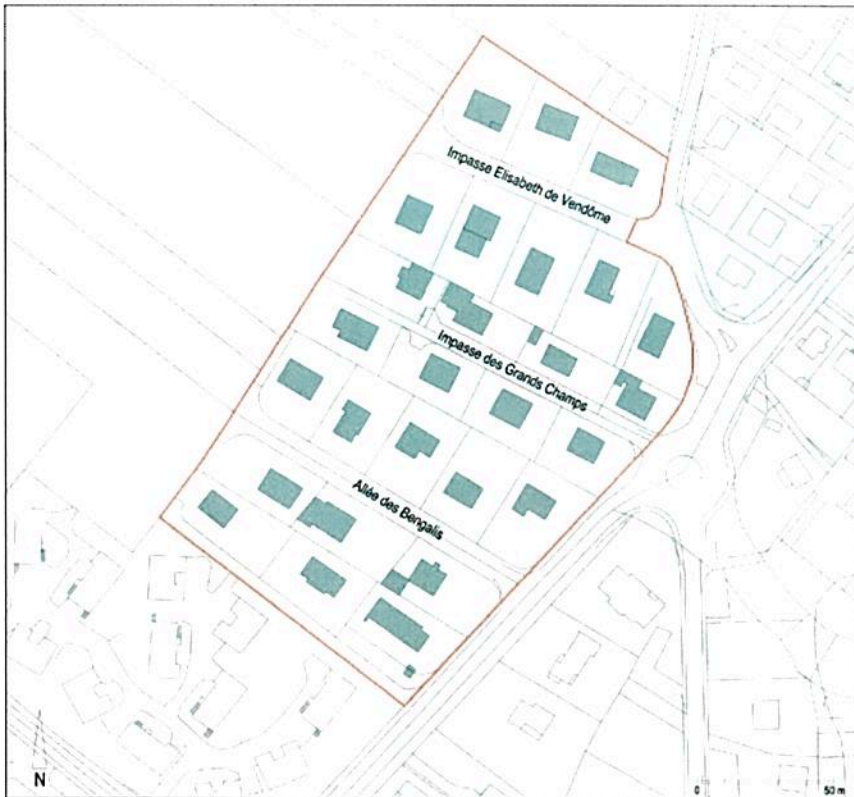 Impasse Elisabeth de Vendôme
Impasse des Grands Champs
Allée des Bengalis
N
0 50 m